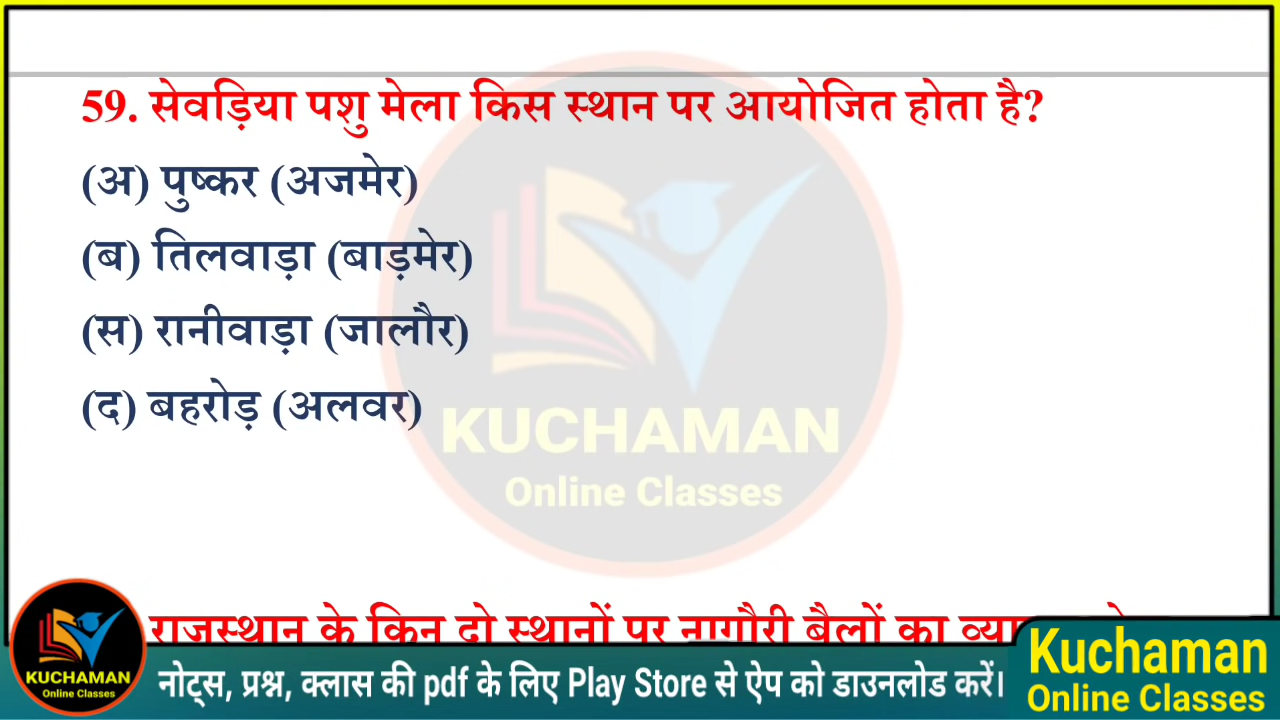 59. सेवड़िया पशु मेला किस स्थान पर आयोजित होता है?
(अ) पुष्कर (अजमेर)
(ब) तिलवाड़ा (बाड़मेर)
(स) रानीवाड़ा (जालौर)
(द) बहरोड़ (अलवर)
KUCHAMAN
Online Classes
राजस्थान के किन दो स्थानों पर नागौरी बैलों का
KUCHAMAN
Online Classes
नोट्स, प्रश्न, क्लास की pdf के लिए Play Store से ऐप को डाउनलोड करें।
Kuchaman
Online Classes